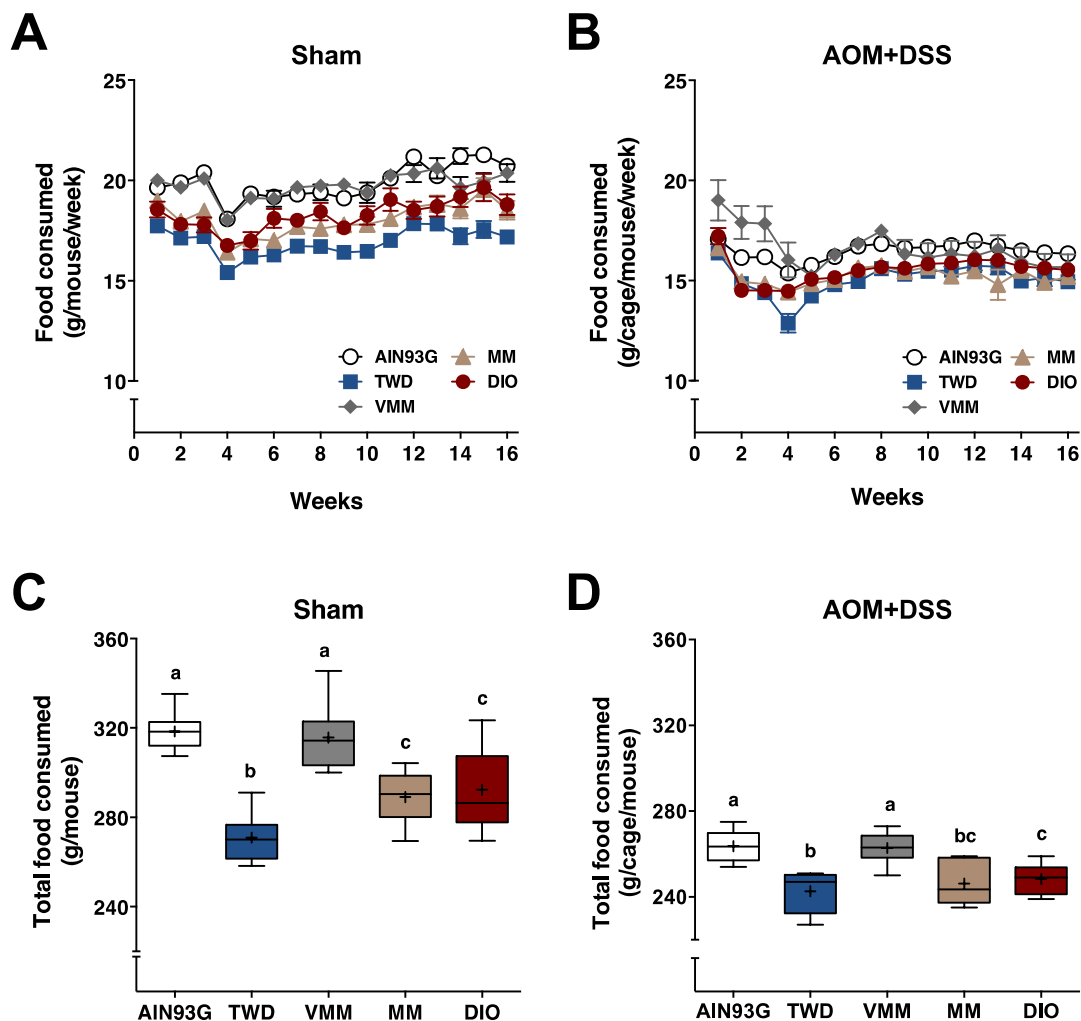 A
Sham
Food consumed
(g/mouse/week)
25
20
15
10
0
2
4
6
8
10
12
14
16
Weeks
AIN93G
TWD
VMM
MM
DIO
B
AOM+DSS
Food consumed
(g/cage/mouse/week)
25
20
15
10
0
2
4
6
8
10
12
14
16
Weeks
AIN93G
TWD
VMM
MM
DIO
C
Sham
Total food consumed
(g/mouse)
360
320
280
240
a
b
a
c
c
AIN93G
TWD
VMM
MM
DIO
D
AOM+DSS
Total food consumed
(g/cage/mouse)
360
320
280
240
a
b
a
bc
c
AIN93G
TWD
VMM
MM
DIO